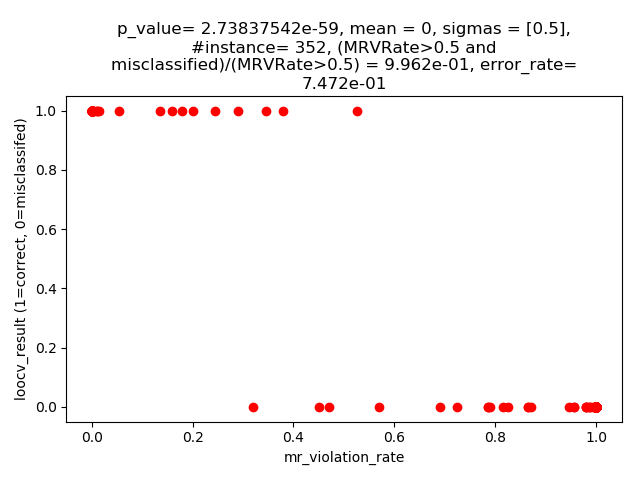 p_value= 2.73837542e-59, mean = 0, sigmas = [0.5],
#instance= 352, (MRVRate>0.5 and
misclassified)/(MRVRate>0.5) = 9.962e-01, error_rate=
7.472e-01
1.0
0.8
0.6
0.4
0.2
0.0
loocv_result (1=correct, 0=misclassifed)
0.0 0.2 0.4 0.6 0.8 1.0
mr_violation_rate